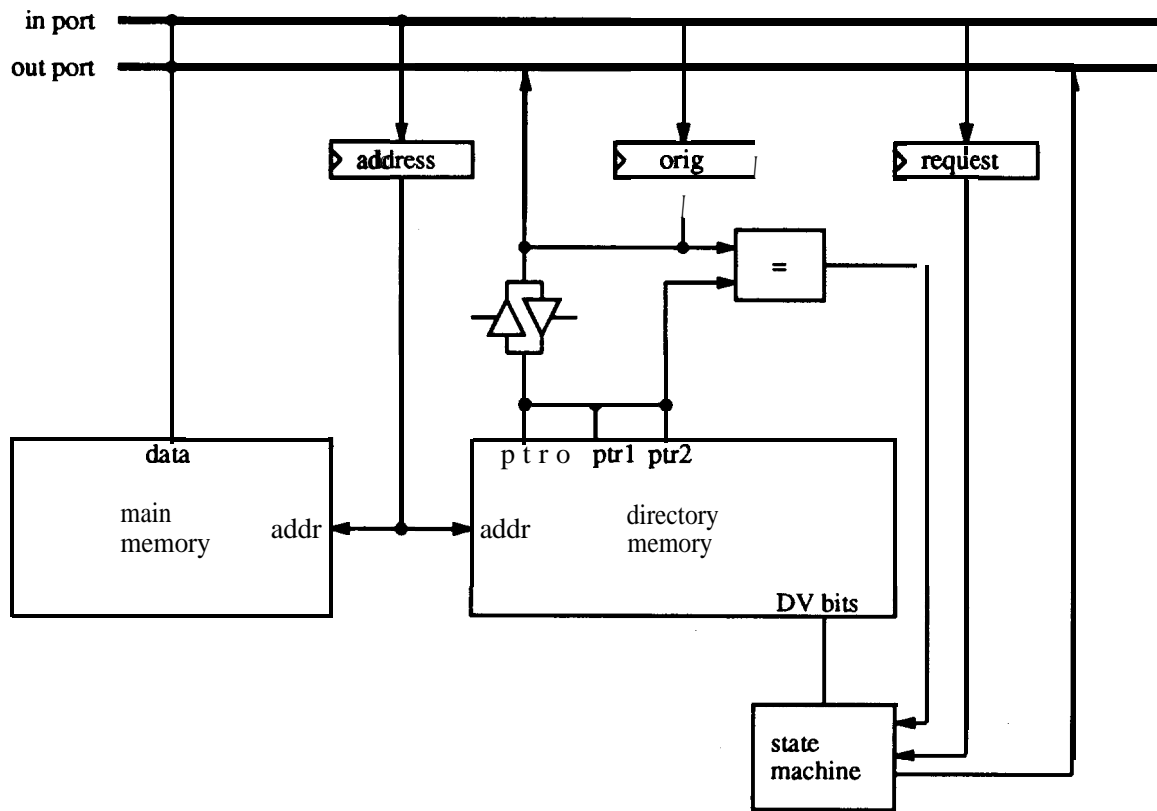 in port
out port
address
orig
request
=
data
p t r o
ptr1
ptr2
main
memory
addr
addr
directory
memory
DV bits
state
machine